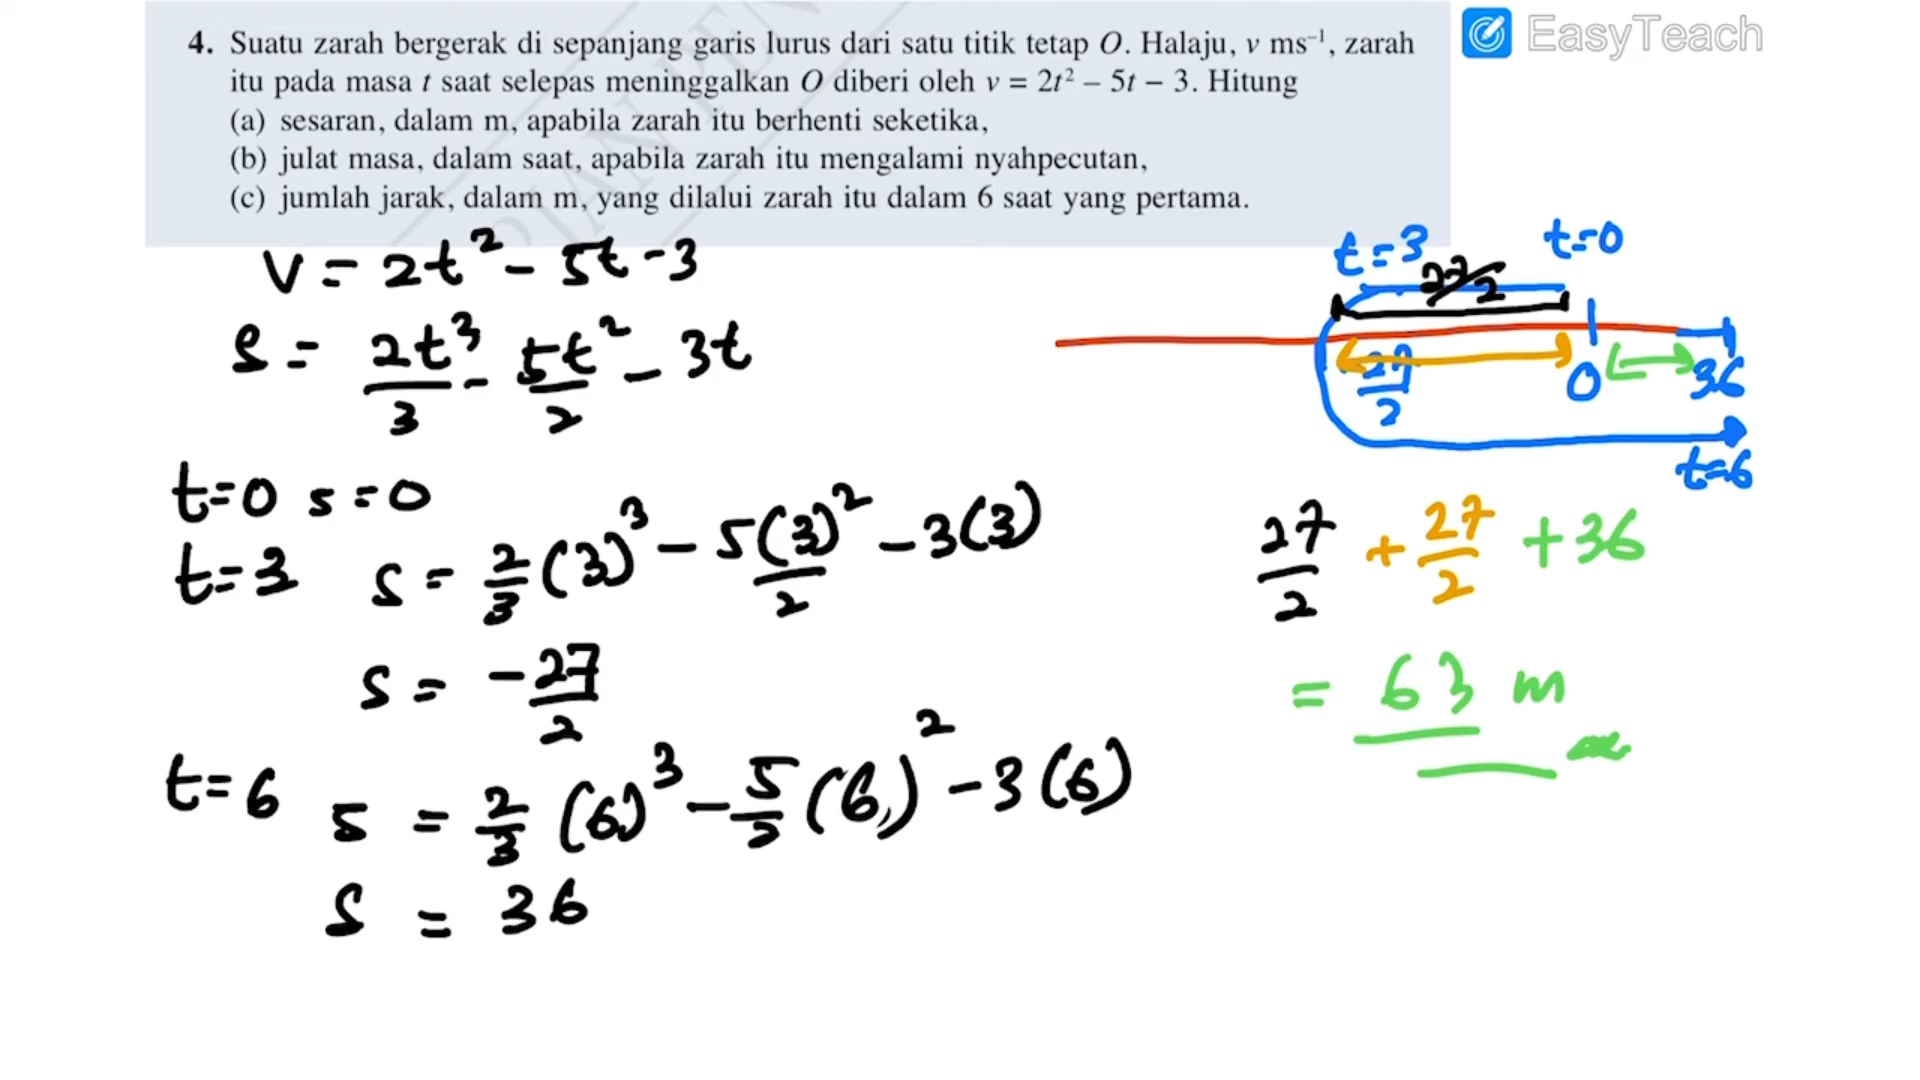 4. Suatu zarah bergerak di sepanjang garis lurus dari satu titik tetap O. Halaju, v ms⁻¹, zarah
itu pada masa t saat selepas meninggalkan O diberi oleh v = 2t² – 5t – 3. Hitung
(a) sesaran, dalam m, apabila zarah itu berhenti seketika,
(b) julat masa, dalam saat, apabila zarah itu mengalami nyahpecutan,
(c) jumlah jarak, dalam m, yang dilalui zarah itu dalam 6 saat yang pertama.
EasyTeach
v = 2t² - 5t - 3
s = 2t³/3 - 5t²/2 - 3t
t=0 s=0
t=3 s = 2/3 (3)³ - 5(3)²/2 - 3(3)
s = -27/2
t=6 s = 2/3 (6)³ - 5/2 (6)² - 3(6)
s = 36
t=3 t=0
27/2
27/2 0 36
t=6
27/2 + 27/2 + 36
= 63 m